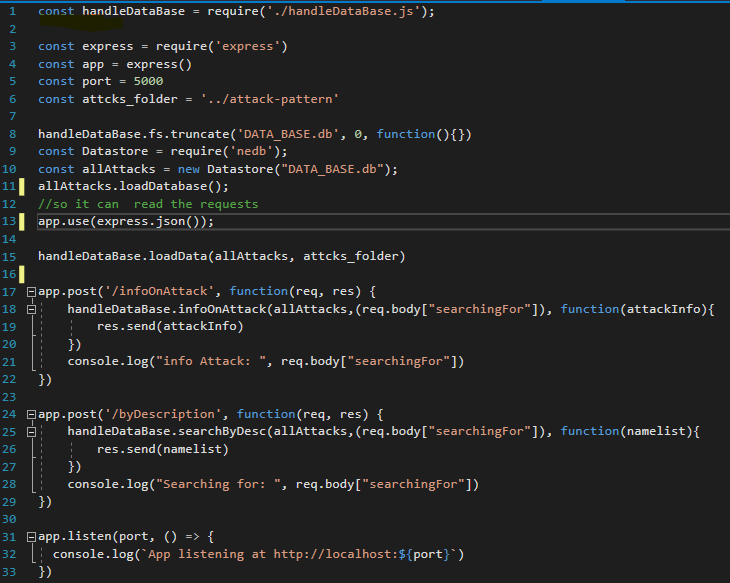 1 const handleDataBase = require('./handleDataBase.js');
2
3 const express = require('express')
4 const app = express()
5 const port = 5000
6 const attcks_folder = '../attack-pattern'
7
8 handleDataBase.fs.truncate('DATA_BASE.db', 0, function(){})
9 const Datastore = require('nedb');
10 const allAttacks = new Datastore("DATA_BASE.db");
11 allAttacks.loadDatabase();
12 //so it can  read the requests
13 app.use(express.json());
14
15 handleDataBase.loadData(allAttacks, attcks_folder)
16
17 app.post('/infoOnAttack', function(req, res) {
18     handleDataBase.infoOnAttack(allAttacks,(req.body["searchingFor"]), function(attackInfo){
19         res.send(attackInfo)
20     })
21     console.log("info Attack: ", req.body["searchingFor"])
22 })
23
24 app.post('/byDescription', function(req, res) {
25     handleDataBase.searchByDesc(allAttacks,(req.body["searchingFor"]), function(namelist){
26         res.send(namelist)
27     })
28     console.log("Searching for: ", req.body["searchingFor"])
29 })
30
31 app.listen(port, () => {
32   console.log(`App listening at http://localhost:${port}`)
33 })